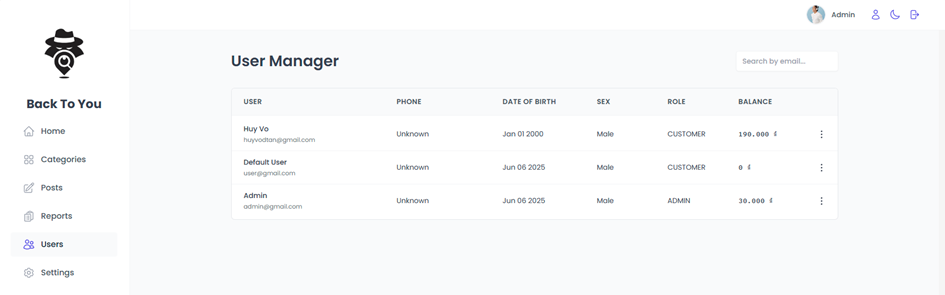 Admin
Back To You
Home
Categories
Posts
Reports
Users
Settings
User Manager
Search by email...
USER PHONE DATE OF BIRTH SEX ROLE BALANCE
Huy Vo
huyvodtan@gmail.com
Unknown Jan 01 2000 Male CUSTOMER 190.000 ₫
Default User
user@gmail.com
Unknown Jun 06 2025 Male CUSTOMER 0 ₫
Admin
admin@gmail.com
Unknown Jun 06 2025 Male ADMIN 30.000 ₫